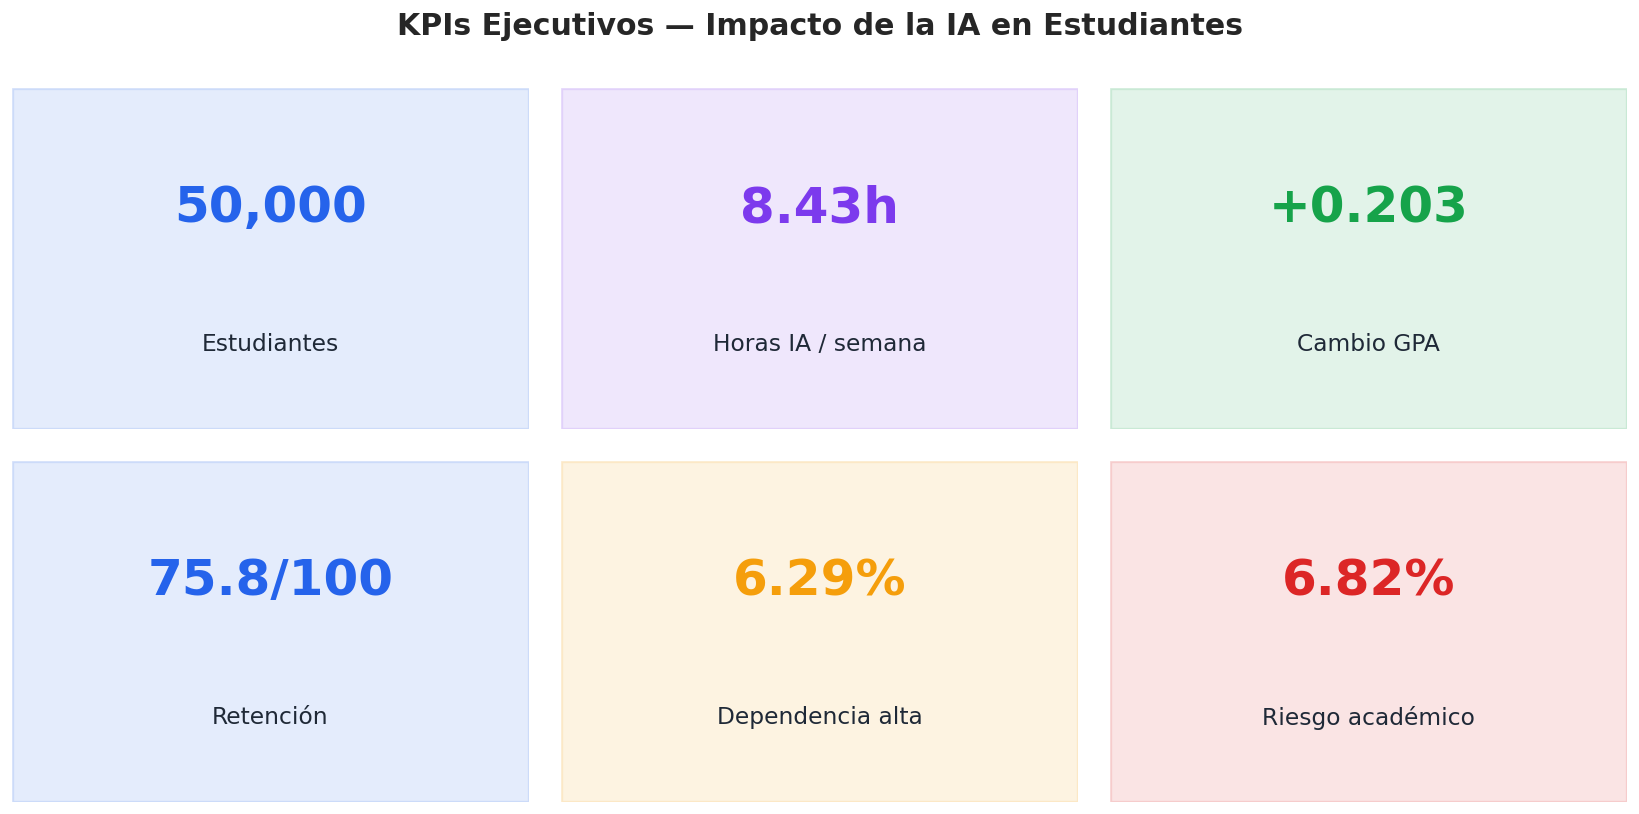 KPIs Ejecutivos — Impacto de la IA en Estudiantes
50,000
Estudiantes
8.43h
Horas IA / semana
+0.203
Cambio GPA
75.8/100
Retención
6.29%
Dependencia alta
6.82%
Riesgo académico